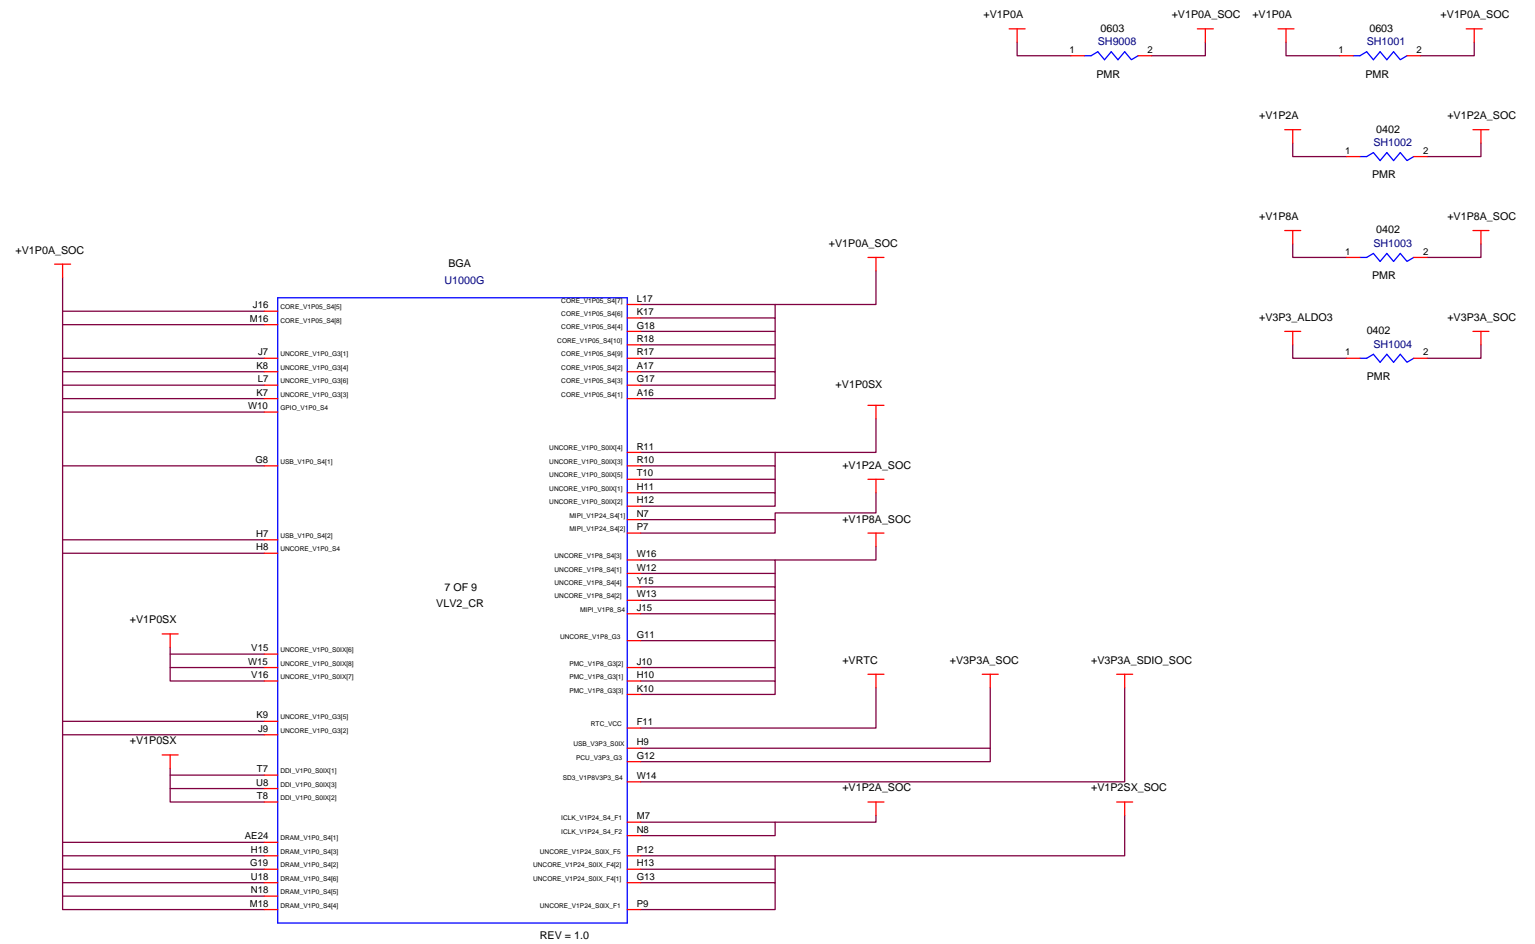 +V1P0A
+V1P0A_SOC
0603
SH9008
1
2
PMR
+V1P0A
+V1P0A_SOC
0603
SH1001
1
2
PMR
+V1P2A
+V1P2A_SOC
0402
SH1002
1
2
PMR
+V1P8A
+V1P8A_SOC
0402
SH1003
1
2
PMR
+V3P3_ALDO3
+V3P3A_SOC
0402
SH1004
1
2
PMR
+V1P0A_SOC
BGA
U1000G
J16 CORE_V1P05_S4[5]
M16 CORE_V1P05_S4[8]
J7 UNCORE_V1P0_G3[1]
K8 UNCORE_V1P0_G3[4]
L7 UNCORE_V1P0_G3[6]
K7 UNCORE_V1P0_G3[3]
W10 GPIO_V1P0_S4
G8 USB_V1P0_S4[1]
H7 USB_V1P0_S4[2]
H8 UNCORE_V1P0_S4
+V1P0SX
V15 UNCORE_V1P0_S0IX[6]
W15 UNCORE_V1P0_S0IX[8]
V16 UNCORE_V1P0_S0IX[7]
K9 UNCORE_V1P0_G3[5]
J9 UNCORE_V1P0_G3[2]
+V1P0SX
T7 DDI_V1P0_S0IX[1]
U8 DDI_V1P0_S0IX[3]
T8 DDI_V1P0_S0IX[2]
AE24 DRAM_V1P0_S4[1]
H18 DRAM_V1P0_S4[3]
G19 DRAM_V1P0_S4[2]
U18 DRAM_V1P0_S4[6]
N18 DRAM_V1P0_S4[5]
M18 DRAM_V1P0_S4[4]
7 OF 9
VLV2_CR
+V1P0A_SOC
CORE_V1P05_S4[7] L17
CORE_V1P05_S4[6] K17
CORE_V1P05_S4[4] G18
CORE_V1P05_S4[10] R18
CORE_V1P05_S4[9] R17
CORE_V1P05_S4[2] A17
CORE_V1P05_S4[3] G17
CORE_V1P05_S4[1] A16
+V1P0SX
UNCORE_V1P0_S0IX[4] R11
UNCORE_V1P0_S0IX[3] R10
UNCORE_V1P0_S0IX[5] T10
UNCORE_V1P0_S0IX[1] H11
UNCORE_V1P0_S0IX[2] H12
+V1P2A_SOC
MIPI_V1P24_S4[1] N7
MIPI_V1P24_S4[2] P7
+V1P8A_SOC
UNCORE_V1P8_S4[3] W16
UNCORE_V1P8_S4[1] W12
UNCORE_V1P8_S4[4] Y15
UNCORE_V1P8_S4[2] W13
MIPI_V1P8_S4 J15
UNCORE_V1P8_G3 G11
PMC_V1P8_G3[2] J10
PMC_V1P8_G3[1] H10
PMC_V1P8_G3[3] K10
+VRTC
+V3P3A_SOC
+V3P3A_SDIO_SOC
RTC_VCC F11
USB_V3P3_S0IX H9
PCU_V3P3_G3 G12
SD3_V1P8V3P3_S4 W14
+V1P2A_SOC
+V1P2SX_SOC
ICLK_V1P24_S4_F1 M7
ICLK_V1P24_S4_F2 N8
UNCORE_V1P24_S0IX_F5 P12
UNCORE_V1P24_S0IX_F4[2] H13
UNCORE_V1P24_S0IX_F4[1] G13
UNCORE_V1P24_S0IX_F1 P9
REV = 1.0